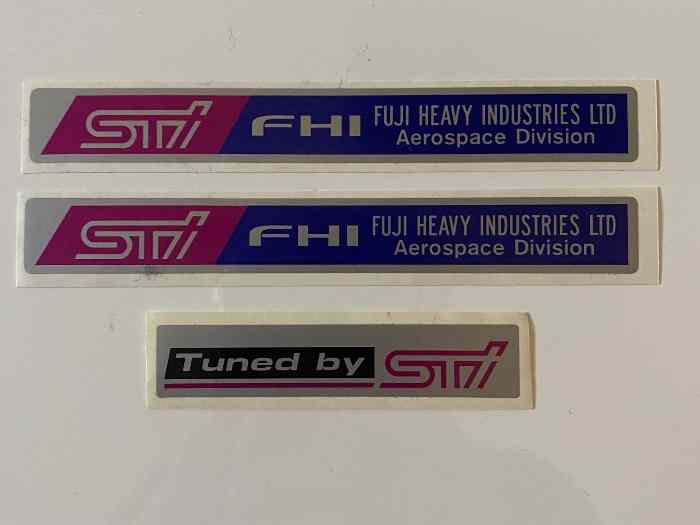 STi FHI FUJI HEAVY INDUSTRIES LTD
Aerospace Division
STi FHI FUJI HEAVY INDUSTRIES LTD
Aerospace Division
Tuned by STi